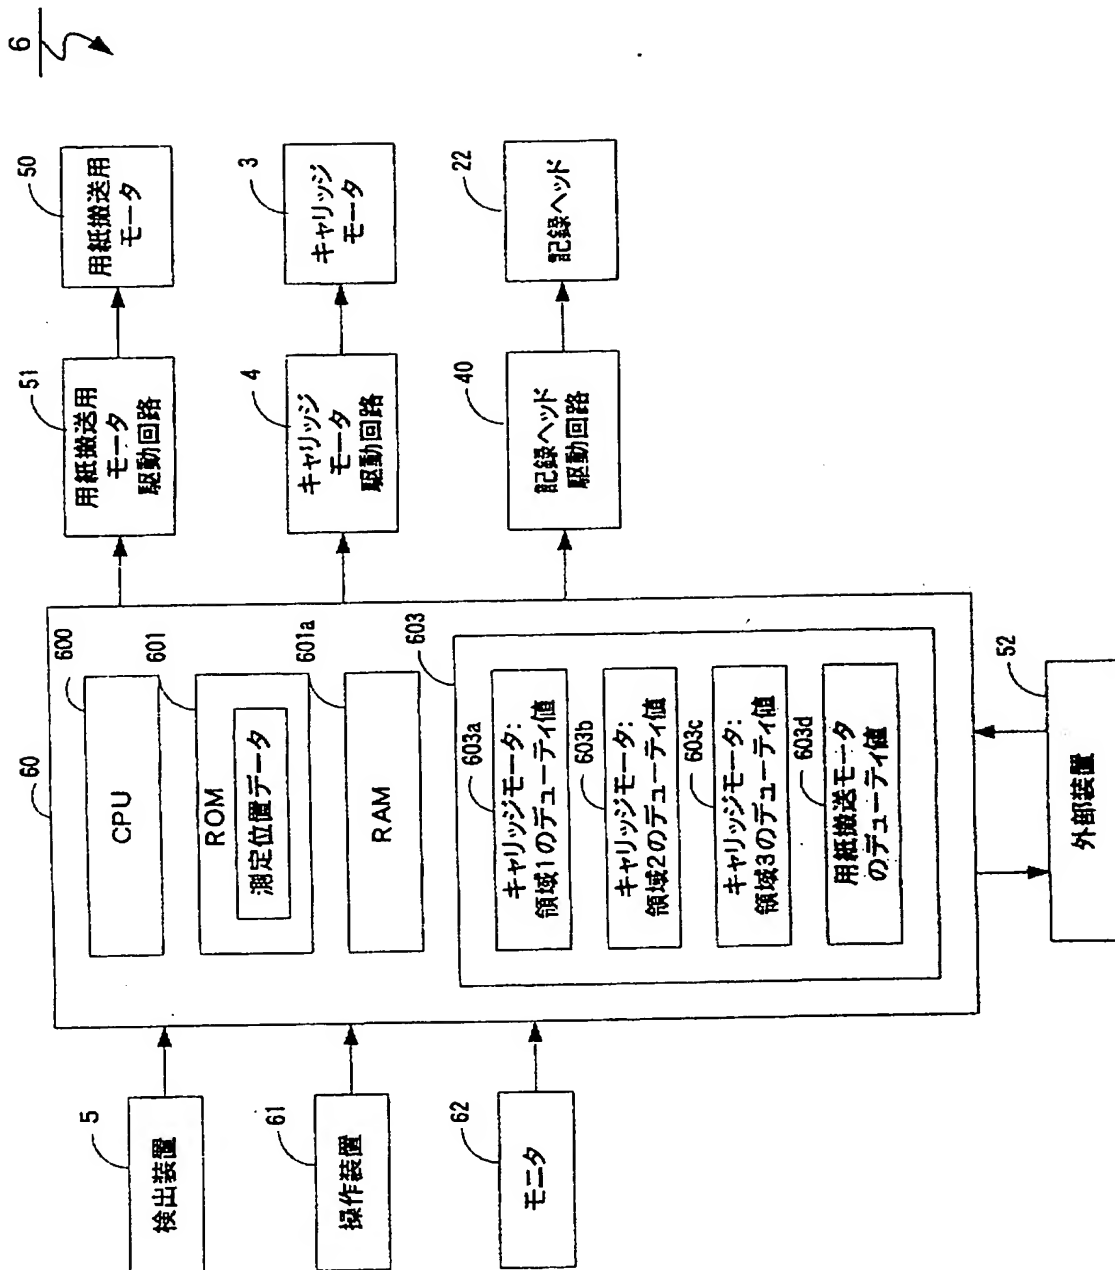 6
50
用紙搬送用
モータ
3
キャリッジ
モータ
22
記録ヘッド
51
用紙搬送用
モータ
駆動回路
4
キャリッジ
モータ
駆動回路
40
記録ヘッド
駆動回路
60
600
CPU
601
ROM
測定位置データ
601a
RAM
603
603a
キャリッジモータ:
領域1のデューティ値
603b
キャリッジモータ:
領域2のデューティ値
603c
キャリッジモータ:
領域3のデューティ値
603d
用紙搬送モータ
のデューティ値
5
検出装置
61
操作装置
62
モニタ
52
外部装置